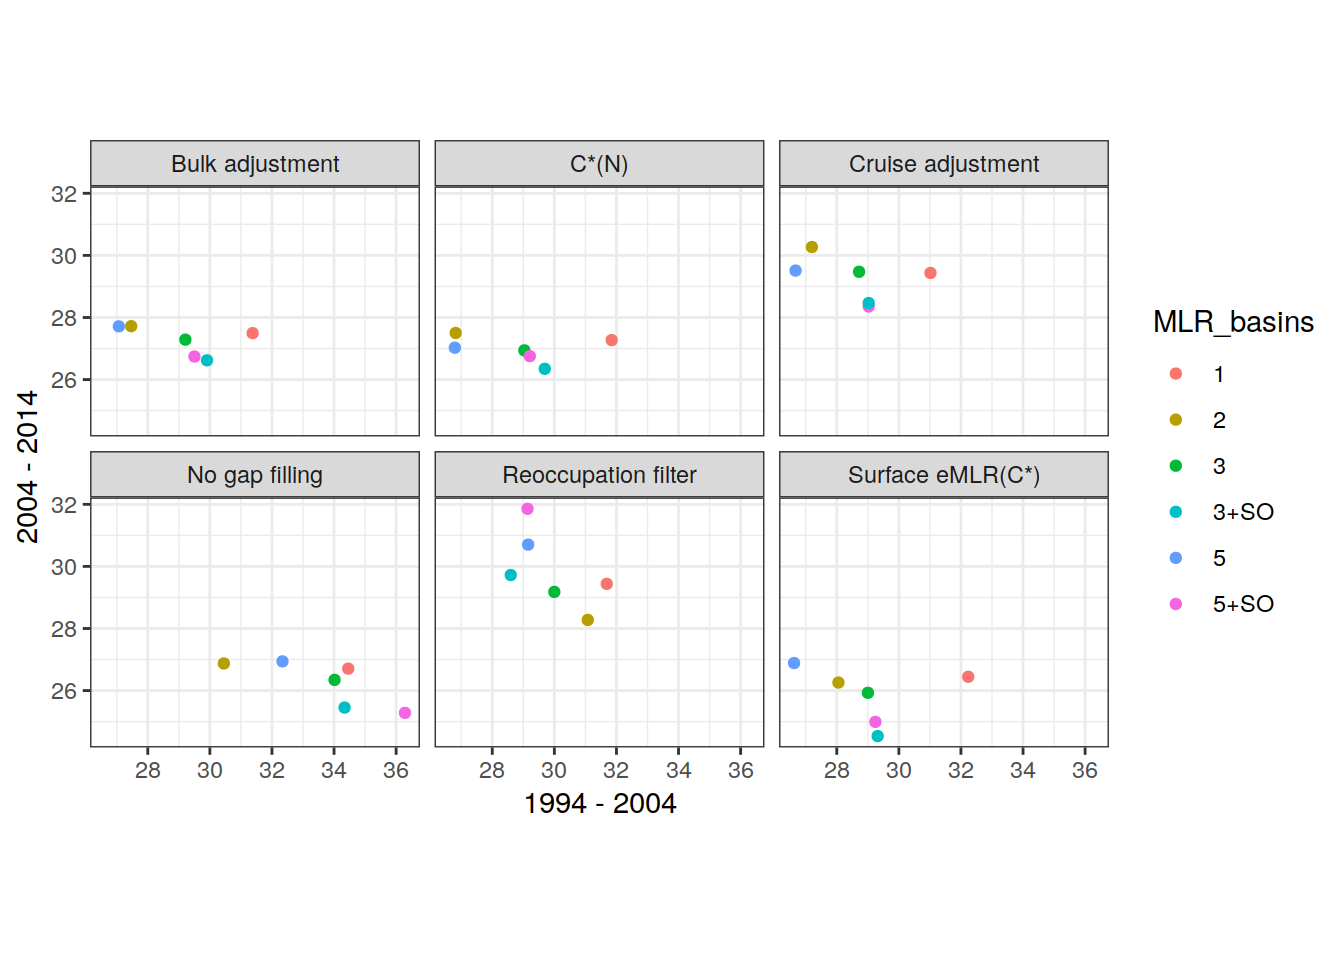 Bulk adjustment
C*(N)
Cruise adjustment
32
30
28
26
No gap filling
Reoccupation filter
Surface eMLR(C*)
32
30
28
26
28 30 32 34 36
28 30 32 34 36
28 30 32 34 36
1994 - 2004
2004 - 2014
MLR_basins
1
2
3
3+SO
5
5+SO